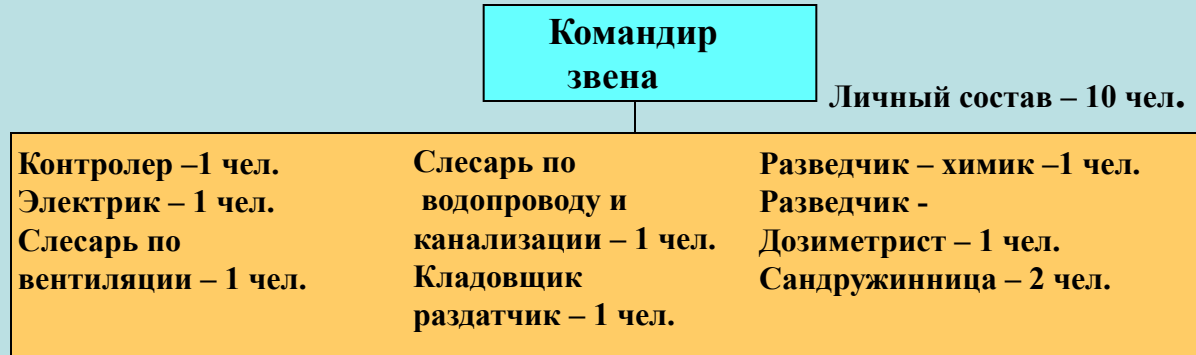 Командир
звена
Личный состав – 10 чел.
Контролер –1 чел.
Электрик – 1 чел.
Слесарь по
вентиляции – 1 чел.
Слесарь по
водопроводу и
канализации – 1 чел.
Кладовщик
раздатчик – 1 чел.
Разведчик – химик –1 чел.
Разведчик -
Дозиметрист – 1 чел.
Сандружинница – 2 чел.